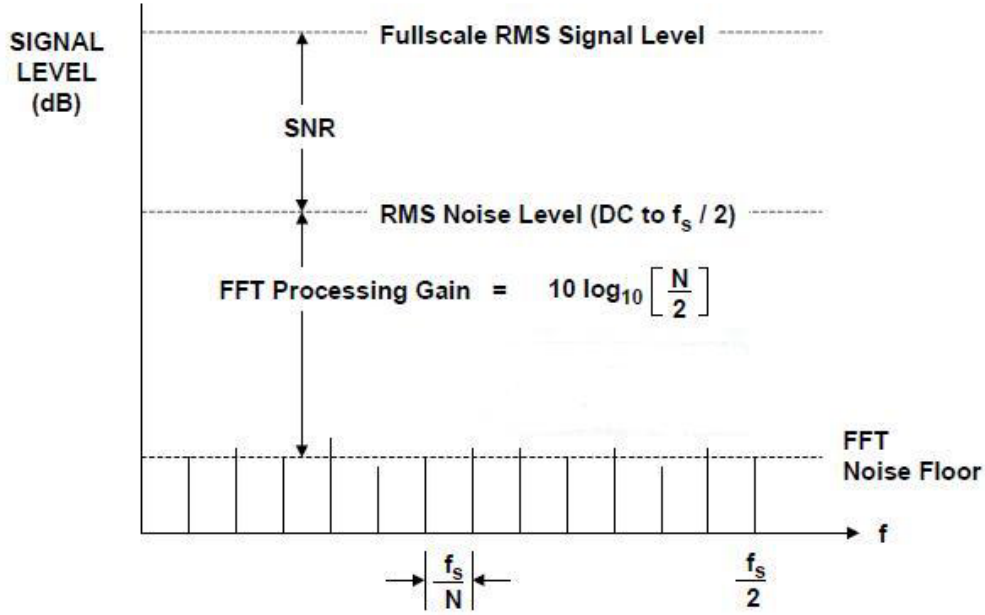 SIGNAL
LEVEL
(dB)
Fullscale RMS Signal Level
SNR
RMS Noise Level (DC to fs / 2)
FFT Processing Gain = 10 log10 [ N / 2 ]
FFT
Noise Floor
f
fs
N
fs
2